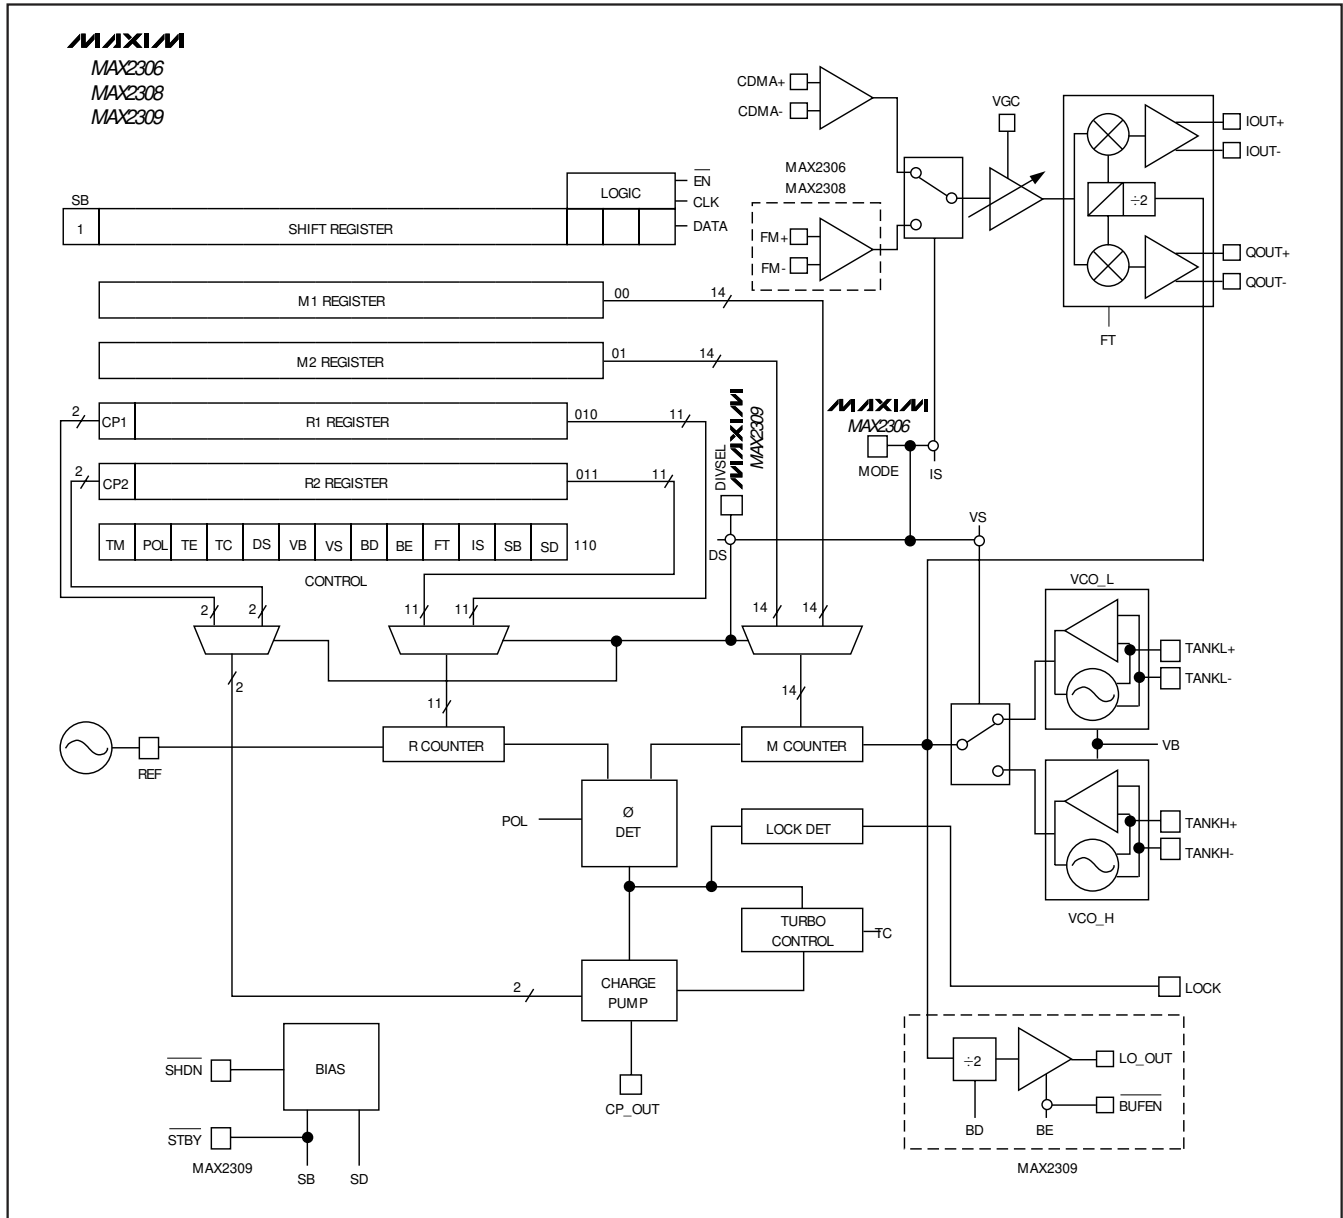 MAXIM
MAX2306
MAX2308
MAX2309
CDMA+
CDMA-
VGC
IOUT+
IOUT-
MAX2306
MAX2308
FM+
FM-
÷2
QOUT+
QOUT-
FT
SB
LOGIC
EN
CLK
DATA
1
SHIFT REGISTER
M1 REGISTER
00
14
M2 REGISTER
01
14
2
CP1
R1 REGISTER
010
11
2
CP2
R2 REGISTER
011
11
DIVSEL
MAXIM
MAX2309
MAXIM
MAX2306
MODE
IS
TM POL TE TC DS VB VS BD BE FT IS SB SD 110
CONTROL
DS
VS
2 2
11 11
14 14
2
11
14
VCO_L
TANKL+
TANKL-
VB
TANKH+
TANKH-
VCO_H
REF
R COUNTER
M COUNTER
POL
Ø
DET
LOCK DET
TURBO
CONTROL
TC
2
CHARGE
PUMP
LOCK
CP_OUT
SHDN
BIAS
STBY
MAX2309
SB
SD
÷2
LO_OUT
BUFEN
BD
BE
MAX2309